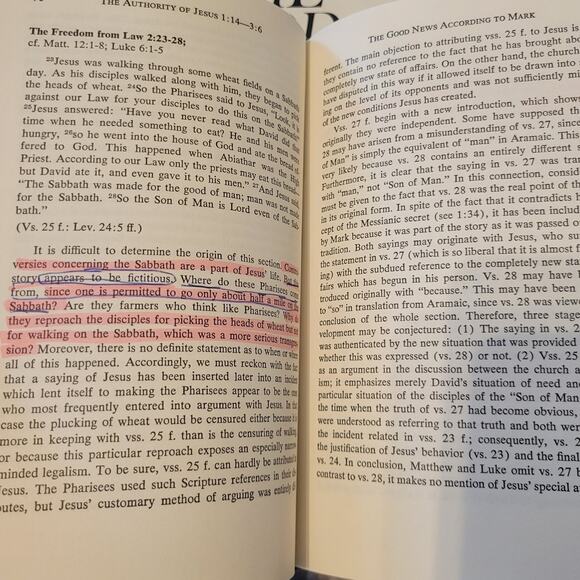 THE AUTHORITY OF JESUS 1:14—3:6
The Freedom from Law 2:23-28;
cf. Matt. 12:1-8; Luke 6:1-5
23Jesus was walking through some wheat fields on a Sabbath
day. As his disciples walked along with him, they began to pick
the heads of wheat. 24So the Pharisees said to Jesus, "Look, it is
against our Law for your disciples to do this on the Sabbath
25Jesus answered: "Have you never read what David did
time when he needed something to eat? He and his men were
hungry, 26so he went into the house of God and ate the bread
fered to God. This happened when Abiathar was the High
Priest. According to our Law only the priests may eat this bread
but David ate it, and even gave it to his men." 27And Jesus said,
"The Sabbath was made for the good of man; man was not made
for the Sabbath. 28So the Son of Man is Lord even of the Sab-
bath."
(Vs. 25 f.: Lev. 24:5 ff.)
It is difficult to determine the origin of this section.
versies concerning the Sabbath are a part of Jesus' life.
story appears to be fictitious. Where do these Pharisees come
from, since one is permitted to go only about half a mile on the
Sabbath? Are they farmers who think like Pharisees? Why
they reproach the disciples for picking the heads of wheat but not
for walking on the Sabbath, which was a more serious transgres-
sion? Moreover, there is no definite statement as to when or where
all of this happened. Accordingly, we must reckon with the
that a saying of Jesus has been inserted later into an incident
which lent itself to making the Pharisees appear to be the
who most frequently entered into argument with Jesus. In
case the plucking of wheat would be censured either because
more in keeping with vss. 25 f. than is the censuring of walking,
or because this particular approach exposes an especially narrow-
minded legalism. To be sure, vss. 25 f. can hardly be attributed
Jesus. The Pharisees used such Scripture references in their
putes, but Jesus' customary method of arguing was entirely dif-
THE GOOD NEWS ACCORDING TO MARK
ferent. The main objection to attributing vss. 25 f. to Jesus is
they contain no reference to the fact that he has brought about
completely new state of affairs. On the other hand, the church
have disputed in this way if it allowed itself to be drawn into
ing on the level of its opponents and was not sufficiently
of the new conditions Jesus has created.
Vs. 27 f. begin with a new introduction, which shows
originally they were independent. Some have supposed that
28 may have arisen from a misunderstanding of vs. 27, since
of Man" is simply the equivalent of "man" in Aramaic. This
very likely because vs. 28 contains an entirely different
Furthermore, it is clear that the saying in vs. 27 was
with "man," not "Son of Man." In this connection, consideration
must be given to the fact that vs. 28 was the real point of the
in its original form. In spite of the fact that it contradicts
cept of the Messianic secret (see 1:34), it has been included
by Mark because it was part of the story as it was passed on
tradition. Both sayings may originate with Jesus, who
the statement in vs. 27 (which is so liberal that it is almost
ing) with the subdued reference to the completely new state of af-
fairs which has begun in his person. Vs. 28 may have
troduced originally with "because." This may have
to "so" in translation from Aramaic, since vs. 28 was viewed
conclusion of the whole section. Therefore, three stages
velopment may be conjectured: (1) The saying in vs. 27
was authenticated by the new situation that was provided
whether this was expressed (vs. 28) or not. (2) Vss. 25
as an argument in the discussion between the church and
ism; it emphasizes merely David's situation of need and
particular situation of the disciples of the "Son of Man
the time when the truth of vs. 27 had become obvious,
were understood as referring to that truth and both were
the incident related in vss. 23 f.; consequently, vs. 2
the justification of Jesus' behavior (vs. 23) and the final
vs. 24. In conclusion, Matthew and Luke omit vs. 27
contrast to vs. 28, it makes no mention of Jesus' special